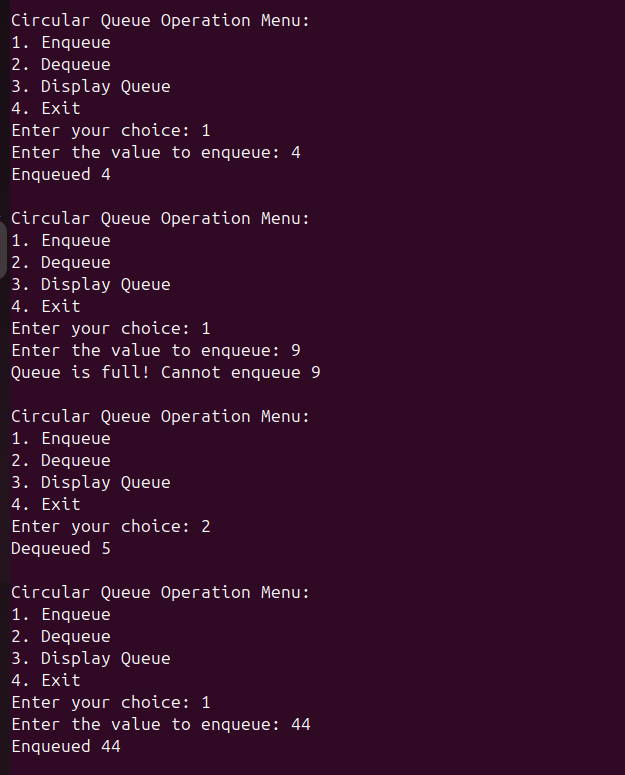 Circular Queue Operation Menu:
1. Enqueue
2. Dequeue
3. Display Queue
4. Exit
Enter your choice: 1
Enter the value to enqueue: 4
Enqueued 4

Circular Queue Operation Menu:
1. Enqueue
2. Dequeue
3. Display Queue
4. Exit
Enter your choice: 1
Enter the value to enqueue: 9
Queue is full! Cannot enqueue 9

Circular Queue Operation Menu:
1. Enqueue
2. Dequeue
3. Display Queue
4. Exit
Enter your choice: 2
Dequeued 5

Circular Queue Operation Menu:
1. Enqueue
2. Dequeue
3. Display Queue
4. Exit
Enter your choice: 1
Enter the value to enqueue: 44
Enqueued 44